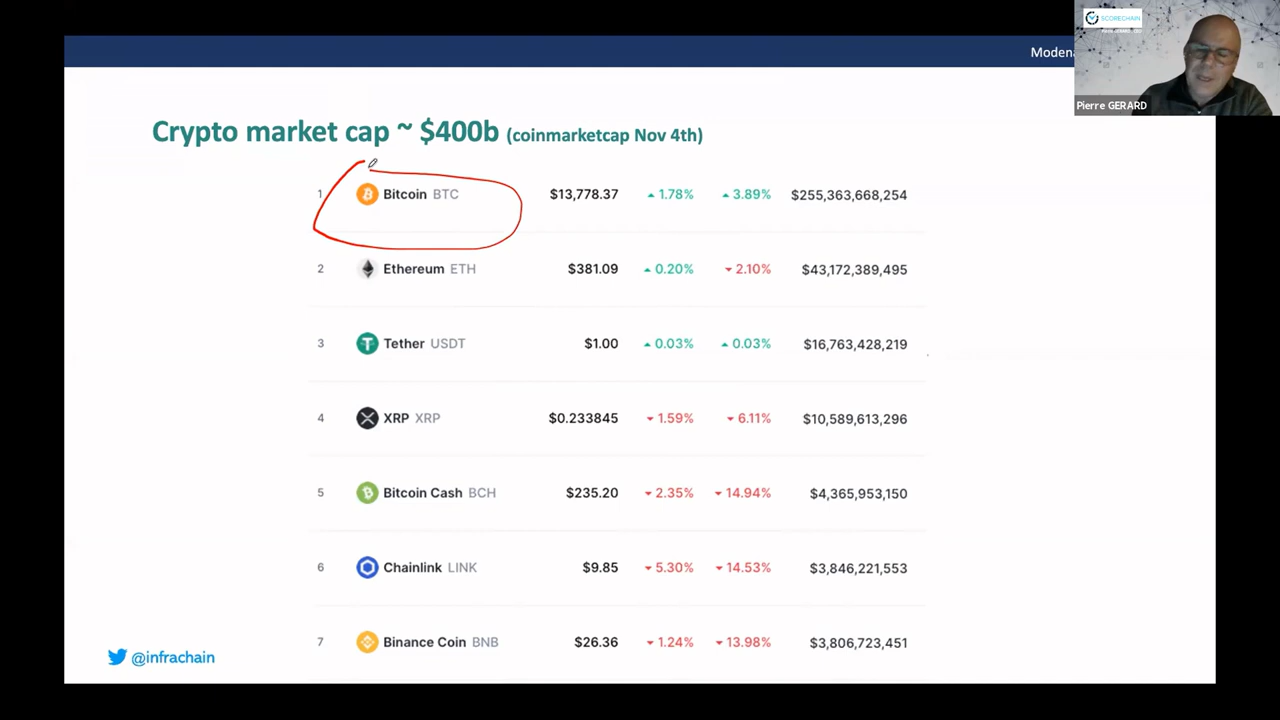 Modena
SCORECHAIN
Pierre GERARD
Crypto market cap ~ $400b (coinmarketcap Nov 4th)
1 Bitcoin BTC $13,778.37 1.78% 3.89% $255,363,668,254
2 Ethereum ETH $381.09 0.20% 2.10% $43,172,389,495
3 Tether USDT $1.00 0.03% 0.03% $16,763,428,219
4 XRP XRP $0.233845 1.59% 6.11% $10,589,613,296
5 Bitcoin Cash BCH $235.20 2.35% 14.94% $4,365,953,150
6 Chainlink LINK $9.85 5.30% 14.53% $3,846,221,553
7 Binance Coin BNB $26.36 1.24% 13.98% $3,806,723,451
@infrachain